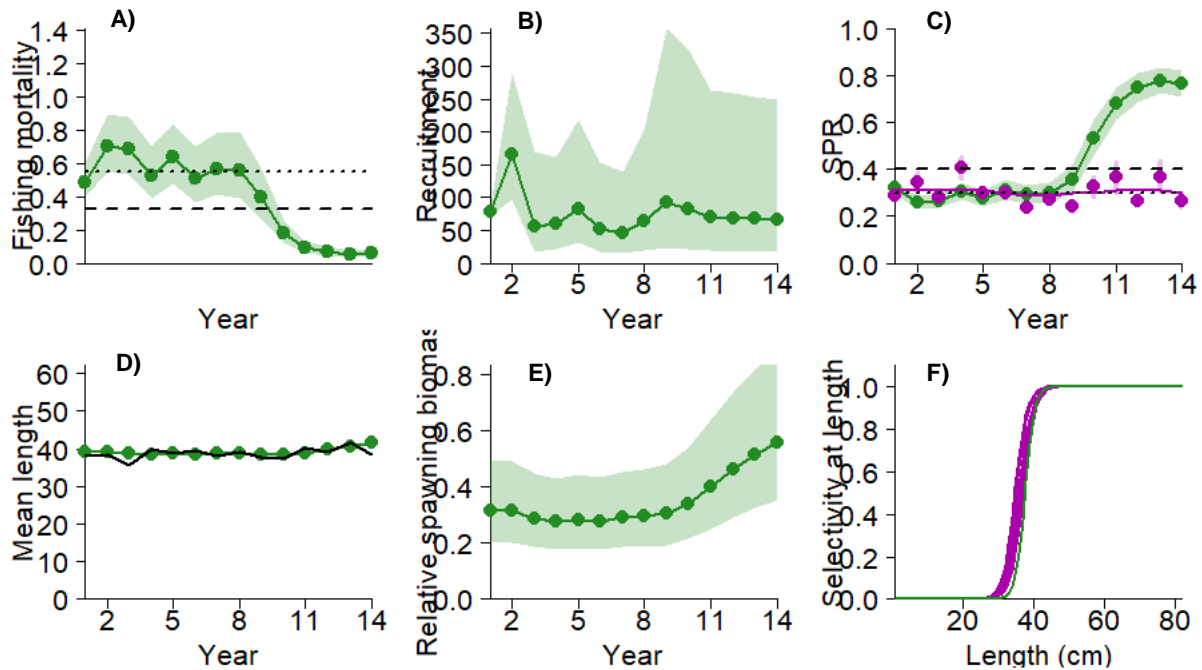 A)
Fishing mortality
1.4
1.2
1.0
0.8
0.6
0.4
0.2
0.0
Year
B)
Recruitment
350
300
250
200
150
100
50
0
2 5 8 11 14
Year
C)
SPR
1.0
0.8
0.6
0.4
0.2
0.0
2 5 8 11 14
Year
D)
Mean length
60
50
40
30
20
10
0
2 5 8 11 14
Year
E)
Relative spawning biomas
0.8
0.6
0.4
0.2
0.0
2 5 8 11 14
Year
F)
Selectivity at length
1.0
0.8
0.6
0.4
0.2
0.0
20 40 60 80
Length (cm)